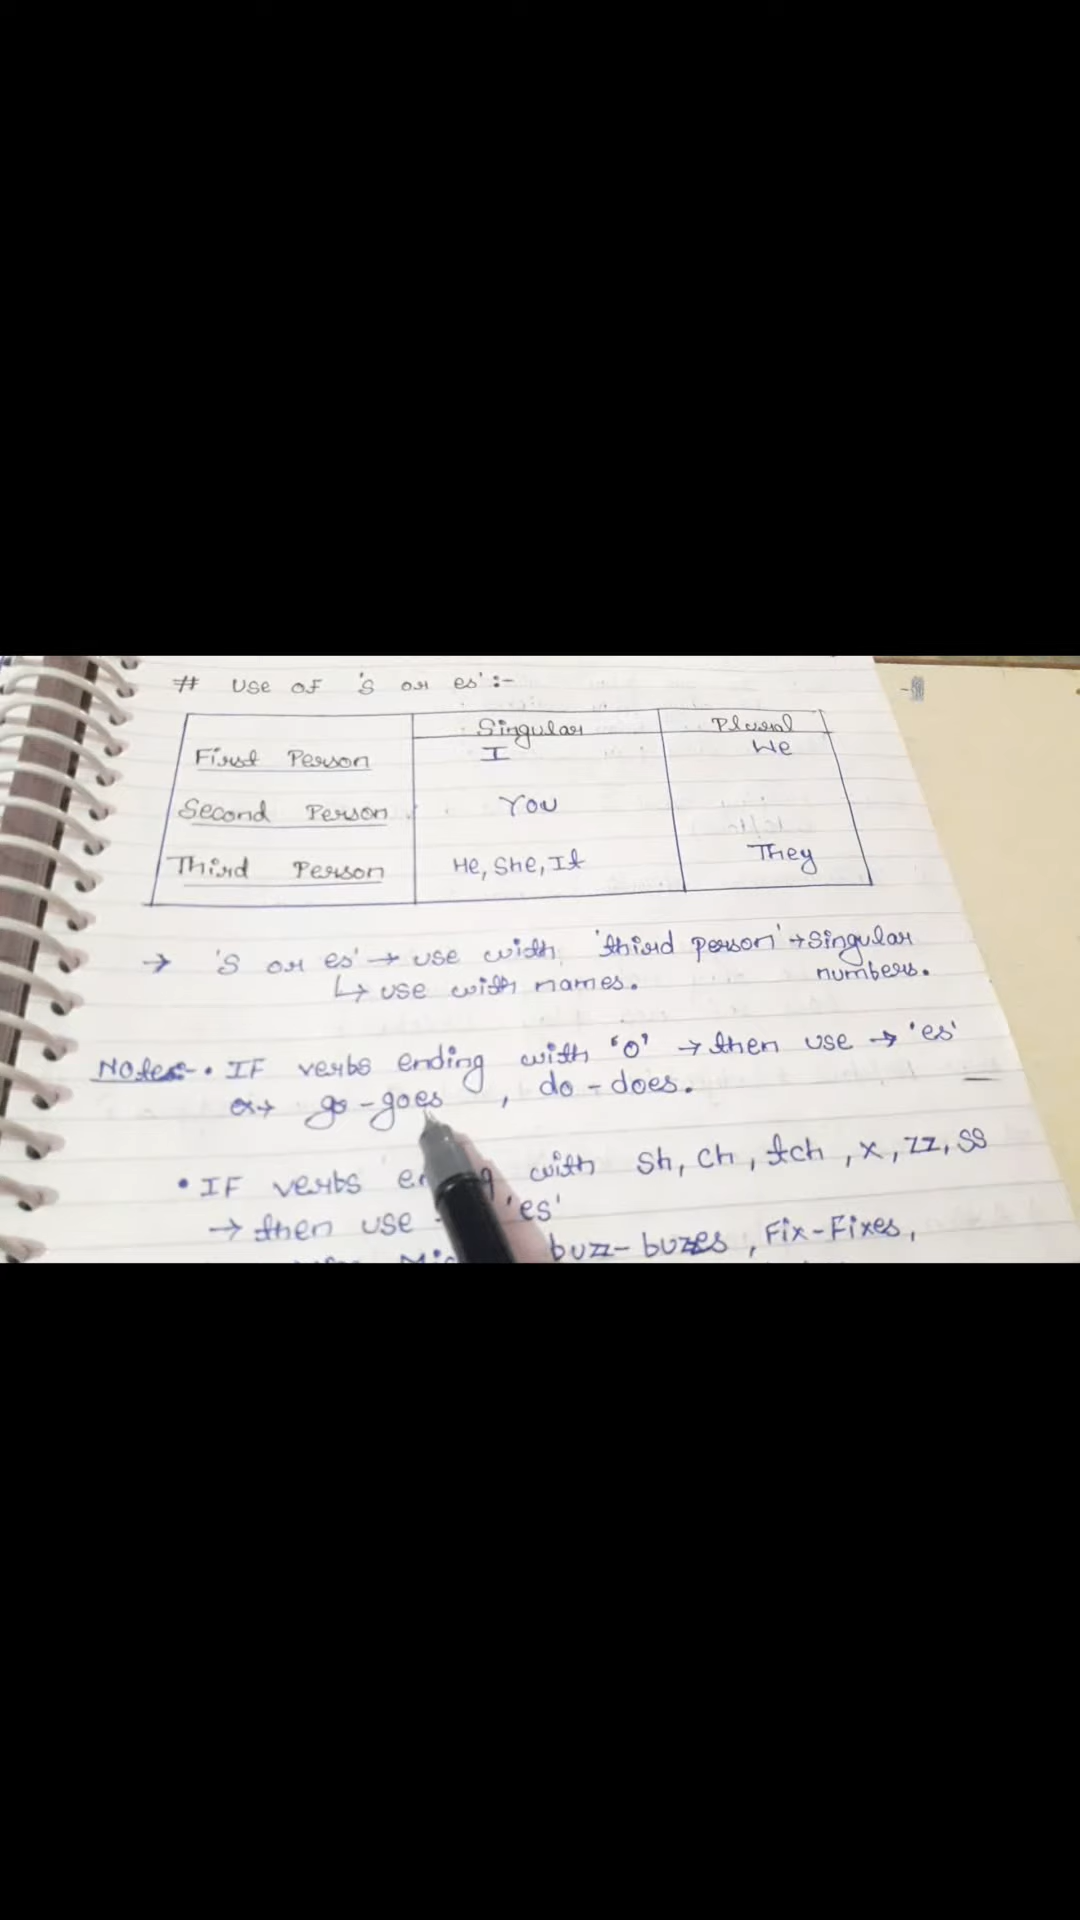 # Use of 's or es' :-
Singular Plural
First Person I We
Second Person You
Third Person He, She, It They
→ 's or es' → use with 'third person' + Singular
numbers.
↳ use with names.
Notes:- • IF verbs ending with 'o' → then use → 'es'
ex→ go - goes , do - does.
• IF verbs with sh, ch, tch, x, zz, ss
→ then use 'es'
buzz - buzzes , Fix - Fixes,